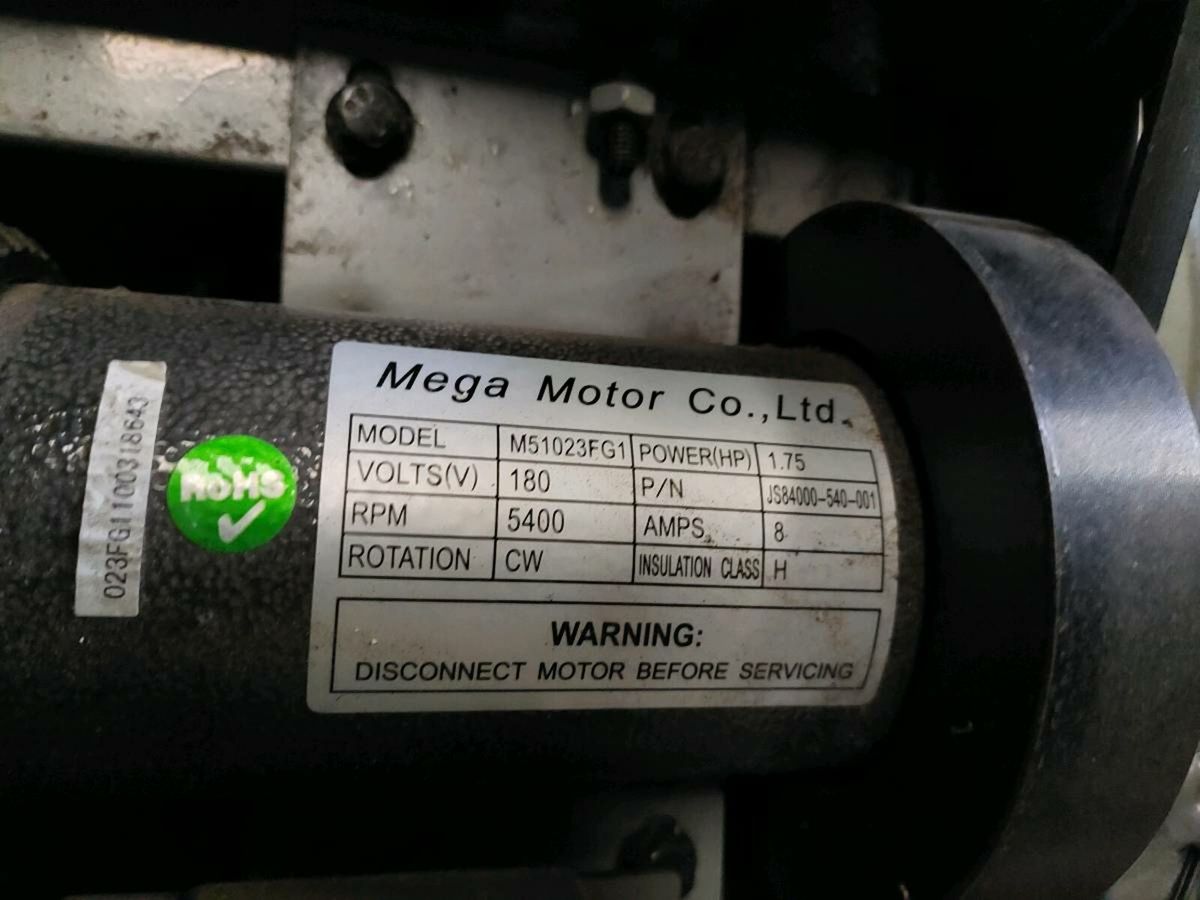 Mega Motor Co.,Ltd.
MODEL M51023FG1 POWER(HP) 1.75
VOLTS(V) 180 P/N JS84000-540-001
RPM 5400 AMPS 8
ROTATION CW INSULATION CLASS H
WARNING:
DISCONNECT MOTOR BEFORE SERVICING
RoHS
023FG1100318643